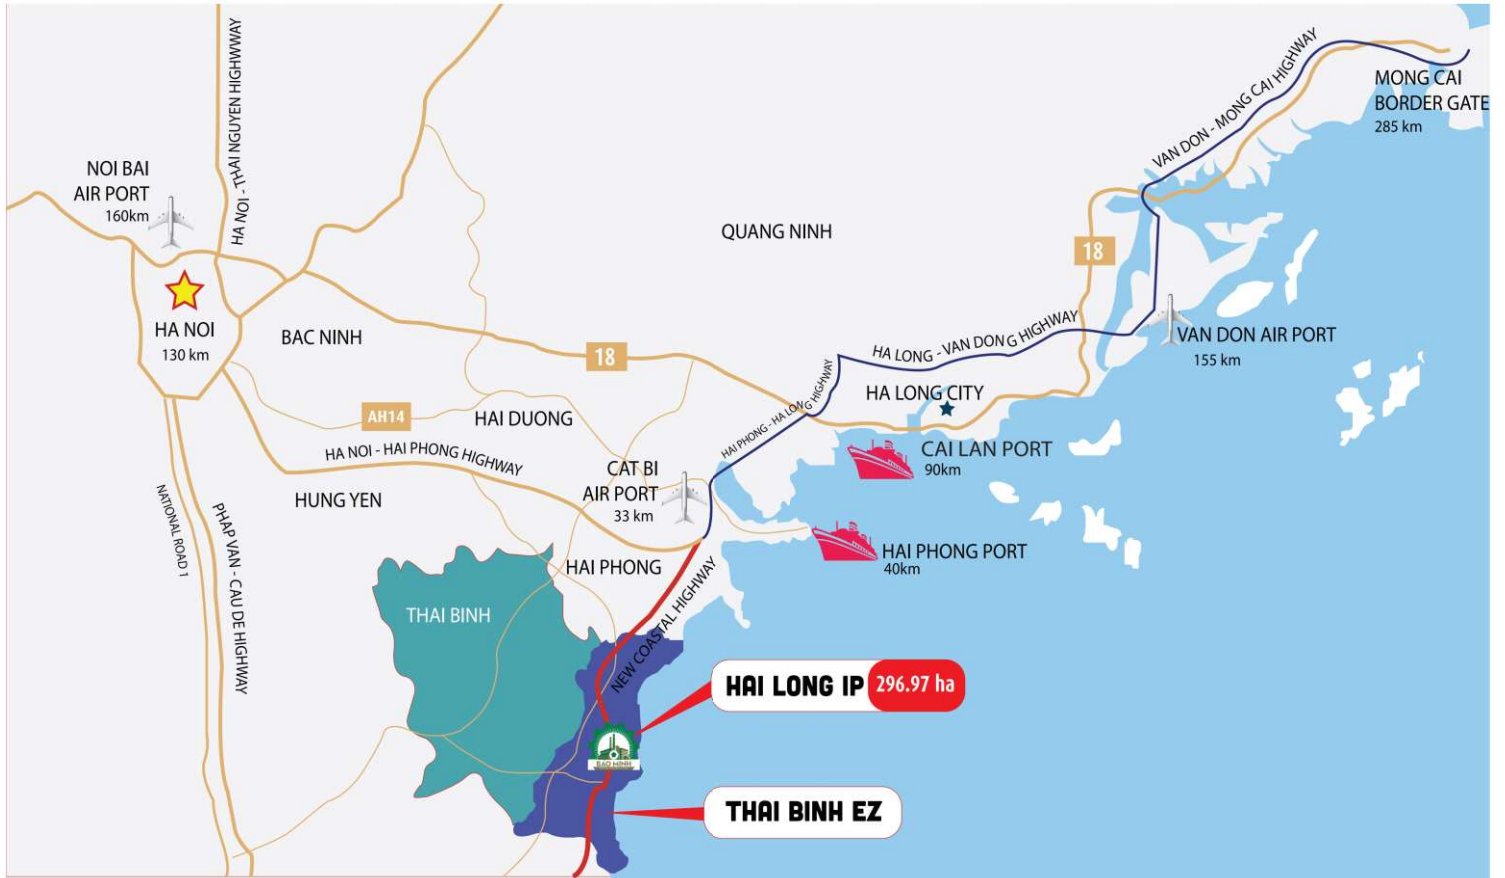 HA NOI - THAI NGUYEN HIGHWWAY
VAN DON - MONG CAI HIGHWAY
MONG CAI
BORDER GATE
285 km
NOI BAI
AIR PORT
160km
QUANG NINH
18
HA NOI
130 km
BAC NINH
VAN DON AIR PORT
155 km
HA LONG - VAN DONG HIGHWAY
18
HAI PHONG - HA LONG HIGHWAY
HA LONG CITY
AH14
HAI DUONG
HA NOI - HAI PHONG HIGHWAY
CAI LAN PORT
90km
CAT BI
AIR PORT
33 km
HUNG YEN
NATIONAL ROAD 1
PHAP VAN - CAU DE HIGHWAY
HAI PHONG PORT
40km
HAI PHONG
NEW COASTAL HIGHWAY
THAI BINH
HAI LONG IP 296.97 ha
BAO MINH
THAI BINH EZ